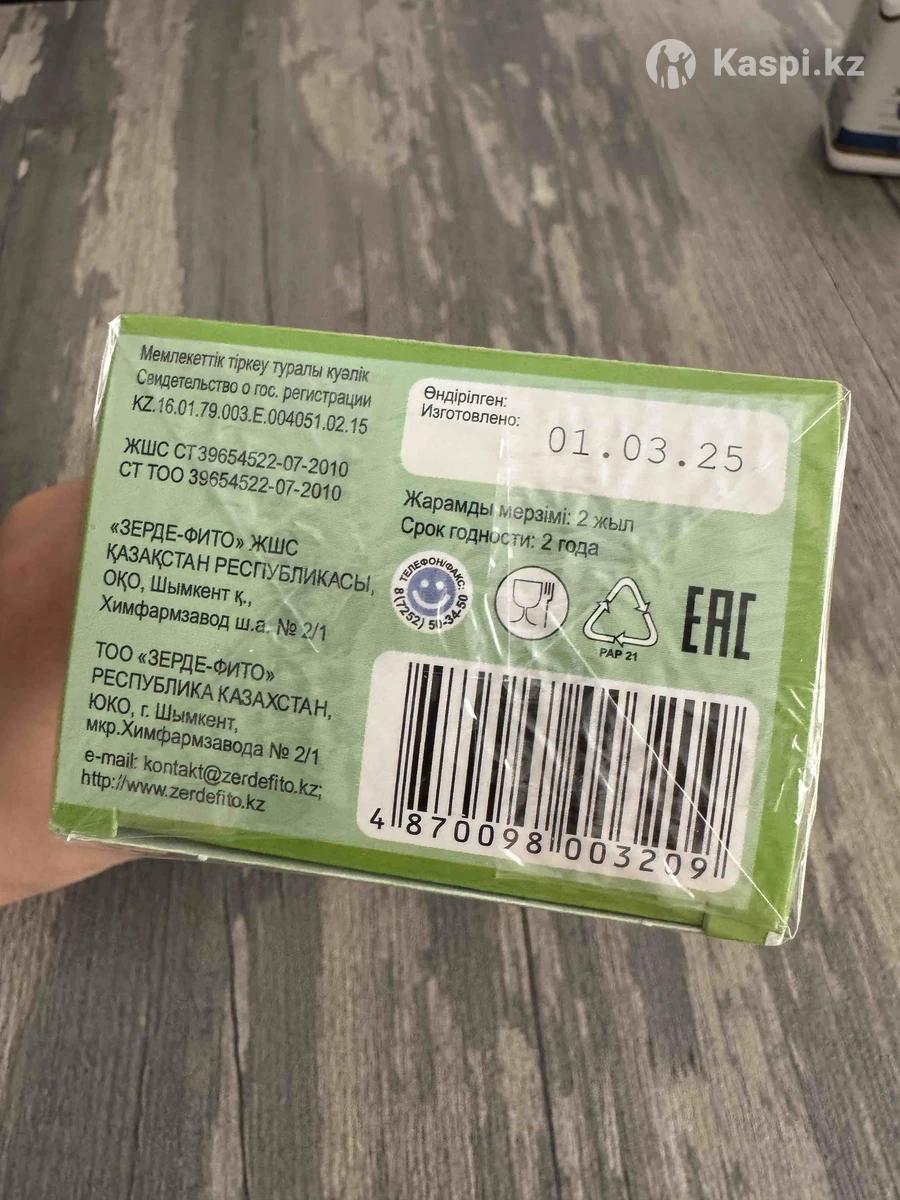 Kaspi.kz
Мемлекеттік тіркеу туралы куәлік
Свидетельство о гос. регистрации
KZ.16.01.79.003.E.004051.02.15
ЖШС СТ39654522-07-2010
СТ ТОО 39654522-07-2010
«ЗЕРДЕ-ФИТО» ЖШС
ҚАЗАҚСТАН РЕСПУБЛИКАСЫ,
ОҚО, Шымкент қ.,
Химфармзавод ш.а. № 2/1
ТОО «ЗЕРДЕ-ФИТО»
РЕСПУБЛИКА КАЗАХСТАН,
ЮКО, г. Шымкент,
мкр.Химфармзавода № 2/1
e-mail: kontakt@zerdefito.kz;
http://www.zerdefito.kz
Өндірілген:
Изготовлено:
01.03.25
Жарамды мерзімі: 2 жыл
Срок годности: 2 года
ТЕЛЕФОН/ФАКС:
8(7252) 50-34-50
PAP 21
EAC
4 870098 003209